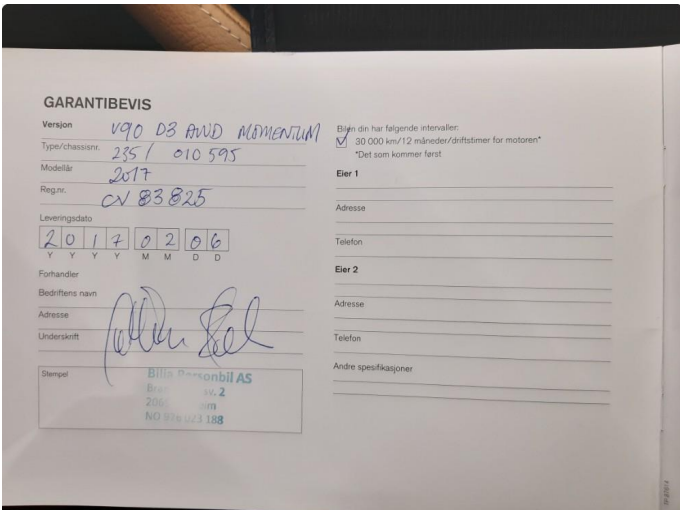 GARANTIBEVIS
Versjon V90 D3 AWD MOMENTUM
Type/chassisnr. 235 / 010595
Modellår 2017
Reg.nr. CV 83825
Leveringsdato
2 0 1 7 0 2 0 6
Y Y Y Y M M D D
Forhandler
Bedriftens navn
Adresse
Underskrift
Stempel
Bilia Personbil AS
2
NO 023 188
Bilen din har følgende intervaller:
30 000 km/12 måneder/driftstimer for motoren*
*Det som kommer først
Eier 1
Adresse
Telefon
Eier 2
Adresse
Telefon
Andre spesifikasjoner